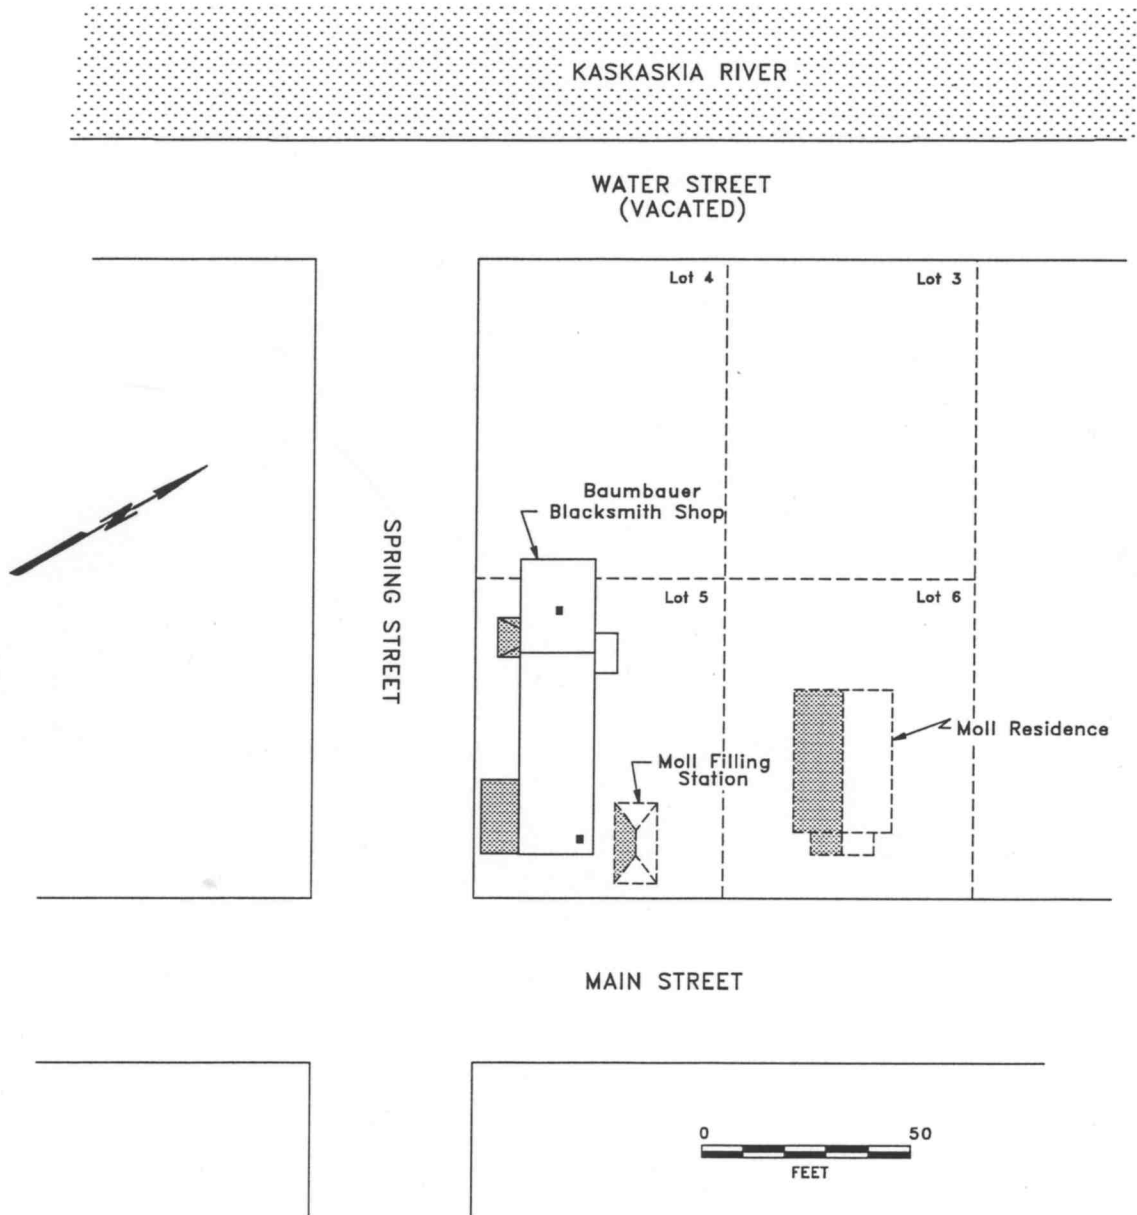 KASKASKIA RIVER
WATER STREET
(VACATED)
Lot 4
Lot 3
Baumbauer
Blacksmith Shop
SPRING STREET
Lot 5
Lot 6
Moll Residence
Moll Filling
Station
MAIN STREET
0 50
FEET